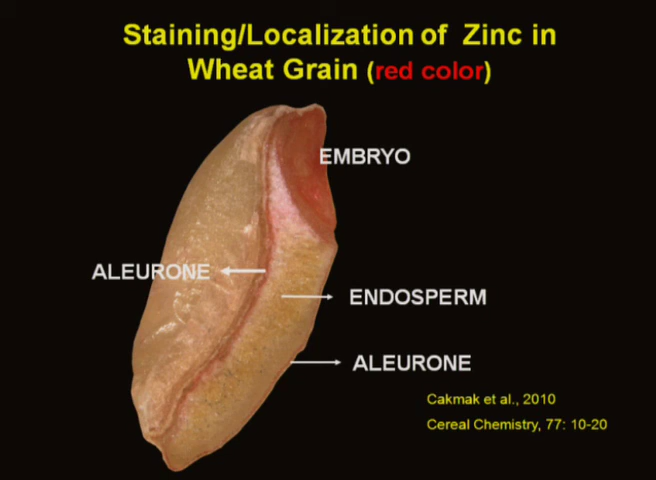 Staining/Localization of Zinc in
Wheat Grain (red color)
EMBRYO
ALEURONE
ENDOSPERM
ALEURONE
Cakmak et al., 2010
Cereal Chemistry, 77: 10-20